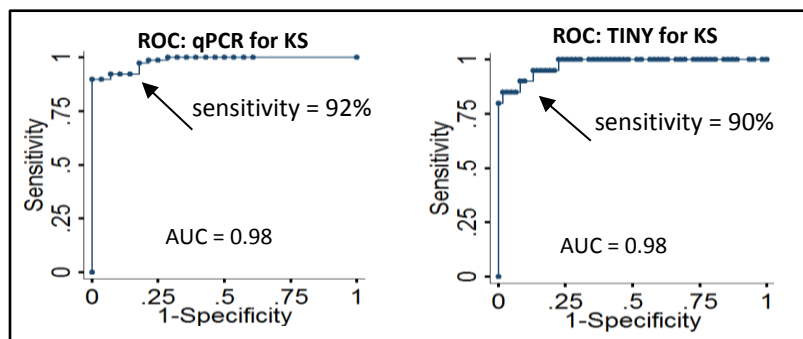 ROC: qPCR for KS
1
.75
.5
.25
0
Sensitivity
sensitivity = 92%
AUC = 0.98
0 .25 .5 .75 1
1-Specificity
ROC: TINY for KS
1
.75
.5
.25
0
Sensitivity
sensitivity = 90%
AUC = 0.98
0 .25 .5 .75 1
1-Specificity